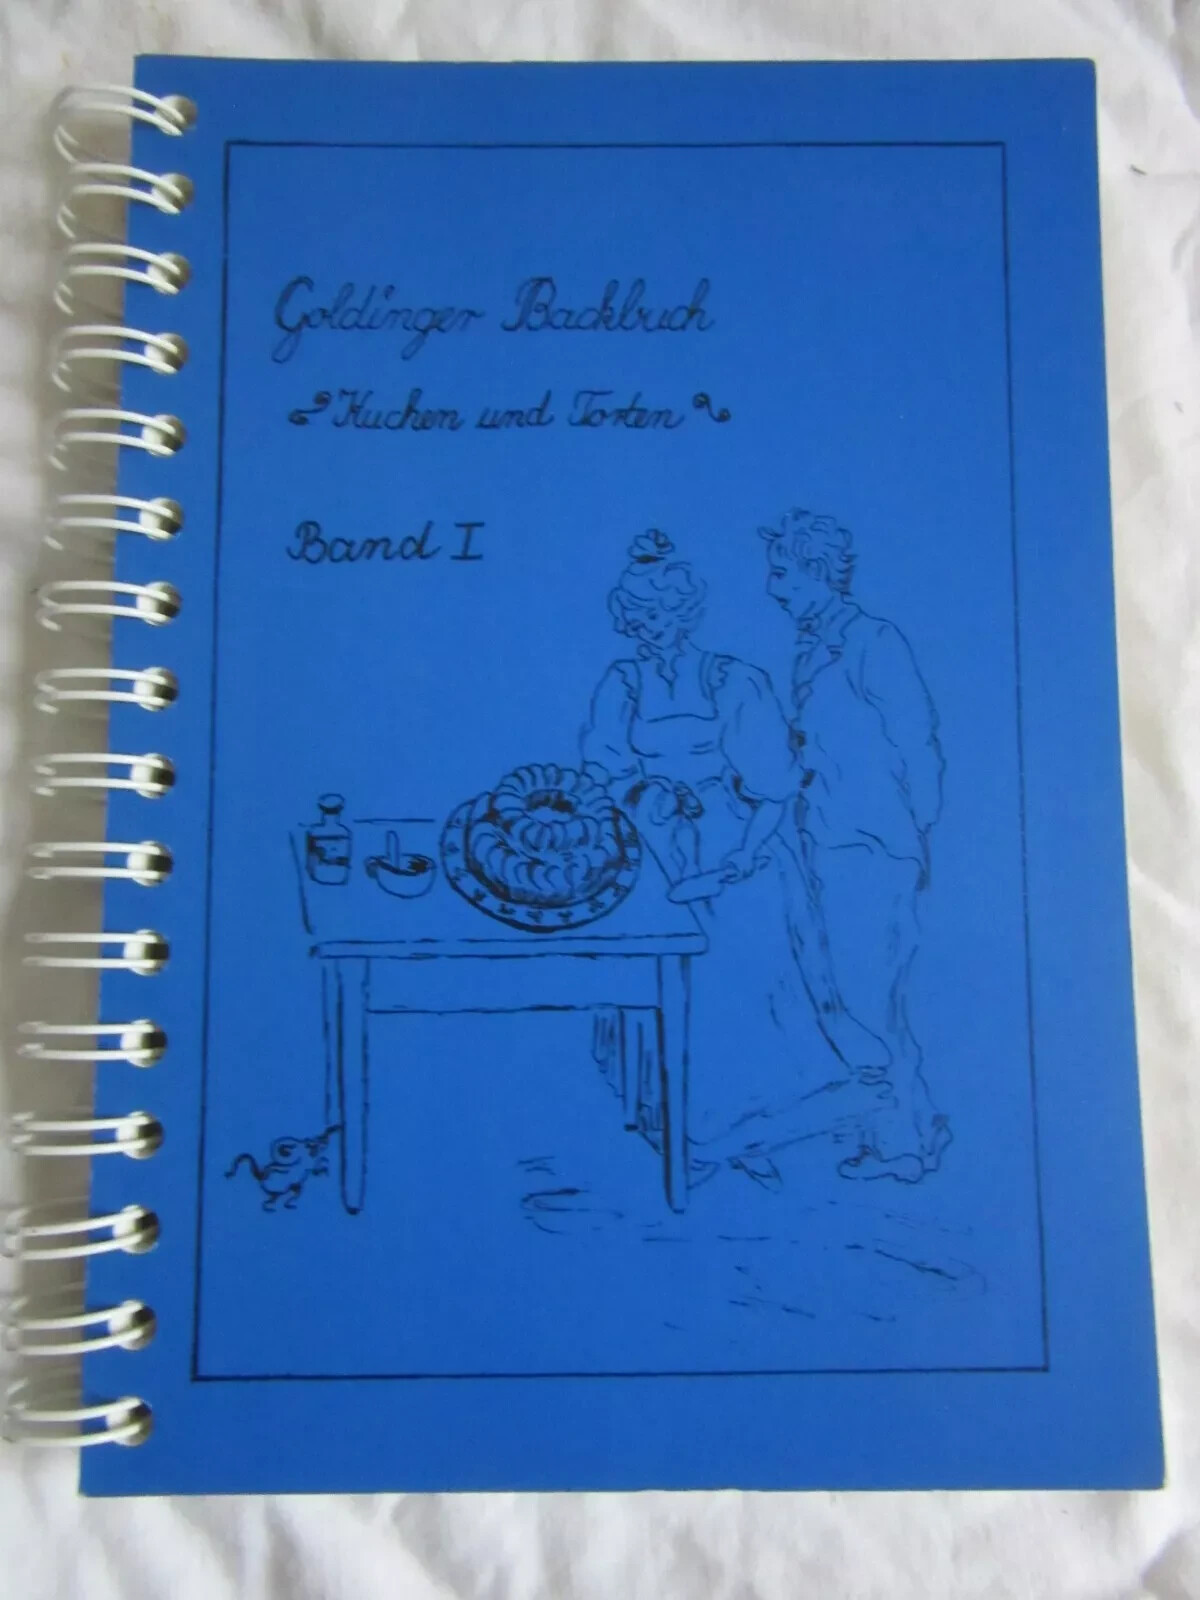 Goldinger Backbuch
Kuchen und Torten
Band I